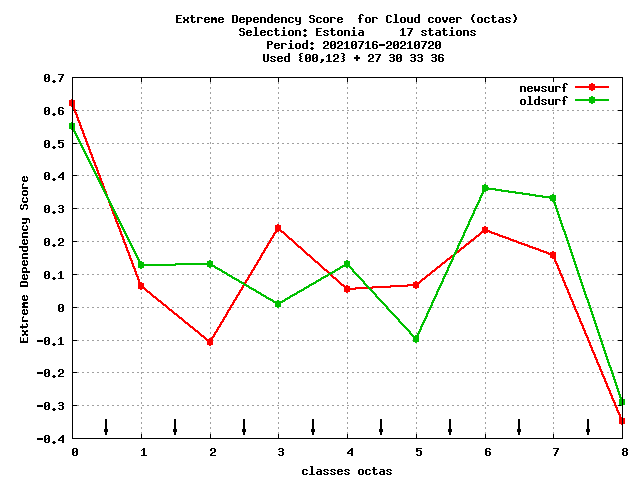 Extreme Dependency Score  for Cloud cover (octas)
Selection: Estonia     17 stations
Period: 20210716-20210720
Used {00,12} + 27 30 33 36
newsurf
oldsurf
Extreme Dependency Score
0.7
0.6
0.5
0.4
0.3
0.2
0.1
0
-0.1
-0.2
-0.3
-0.4
0 1 2 3 4 5 6 7 8
classes octas